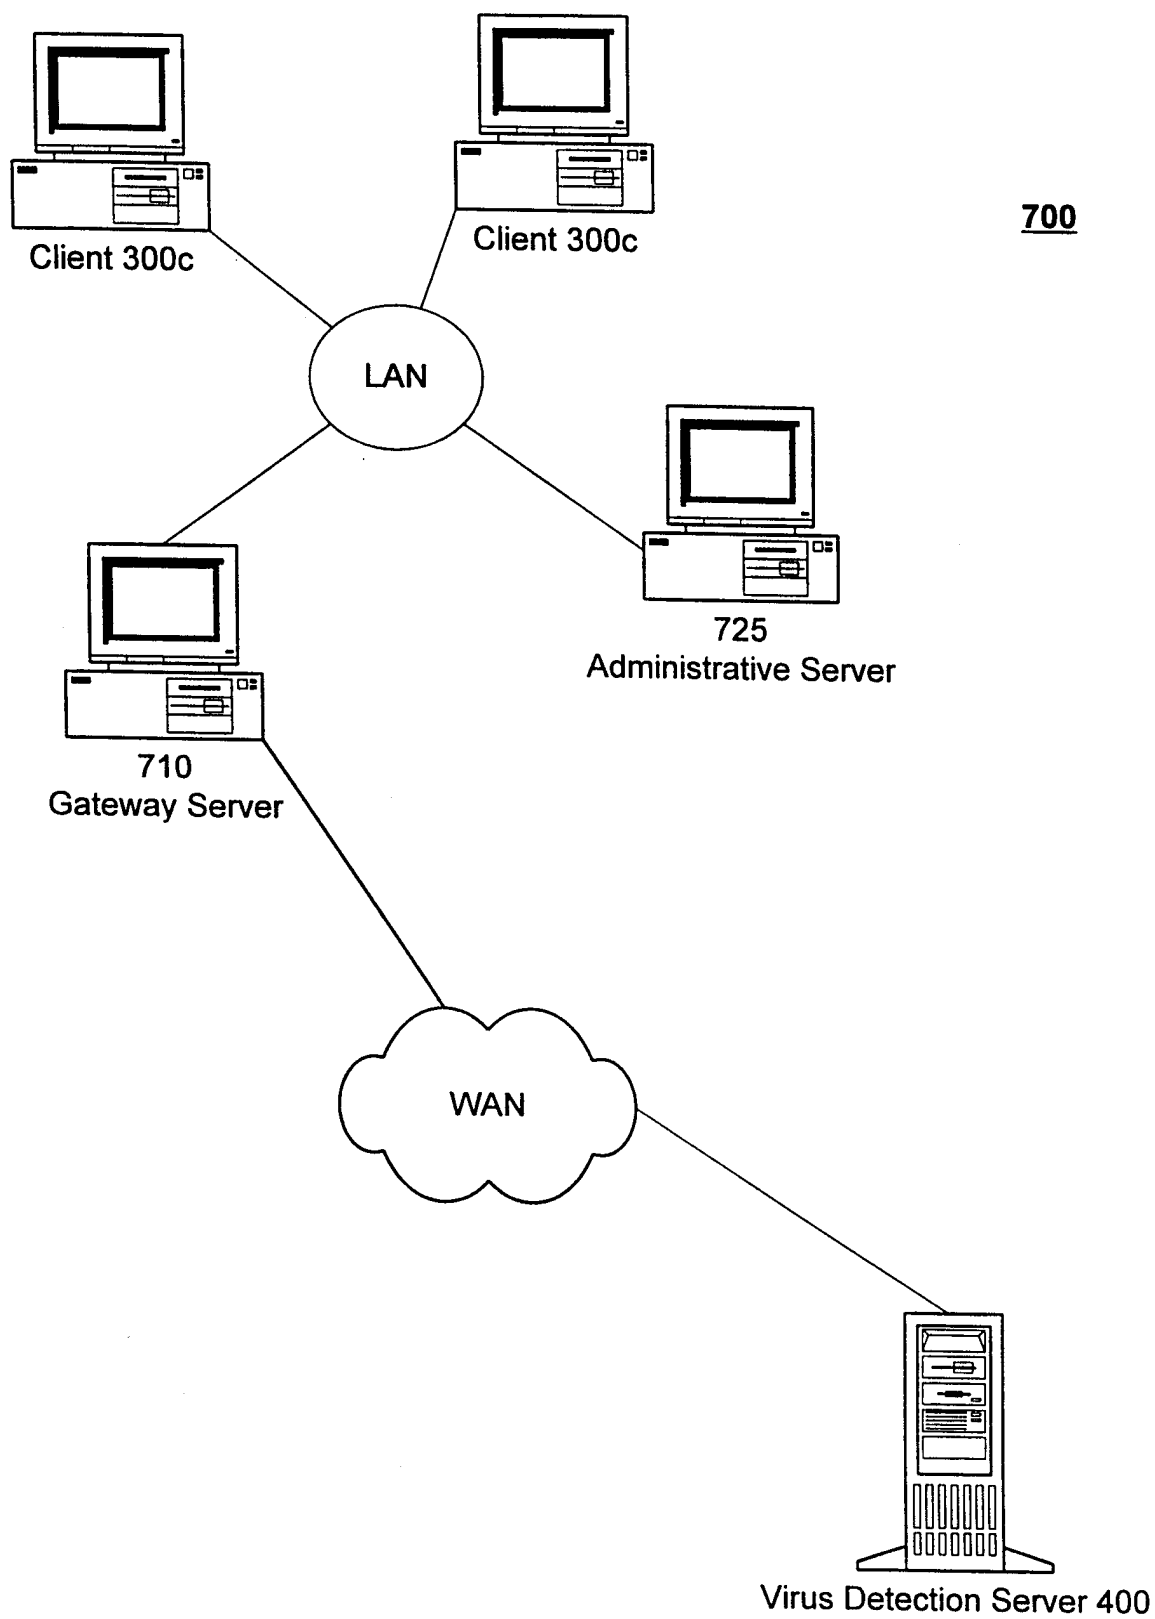 Client 300c
Client 300c
700
LAN
725
Administrative Server
710
Gateway Server
WAN
Virus Detection Server 400